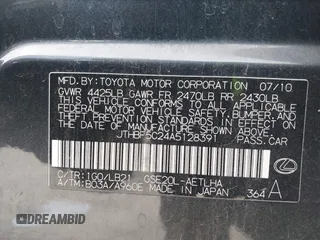 MFD.BY:TOYOTA MOTOR CORPORATION 07/10
GVWR 4425LB GAWR FR 2470LB RR 2430LB
THIS VEHICLE CONFORMS TO ALL APPLICABLE
FEDERAL MOTOR VEHICLE SAFETY, BUMPER, AND
THEFT PREVENTION STANDARDS IN EFFECT ON
THE DATE OF MANUFACTURE SHOWN ABOVE.
JTHBF5C24A5128391 PASS.CAR
C/TR:1G0/LB21 GSE20L-AETLHA
A/TM:B03A/A960E MADE IN JAPAN 364 A
DREAMBID